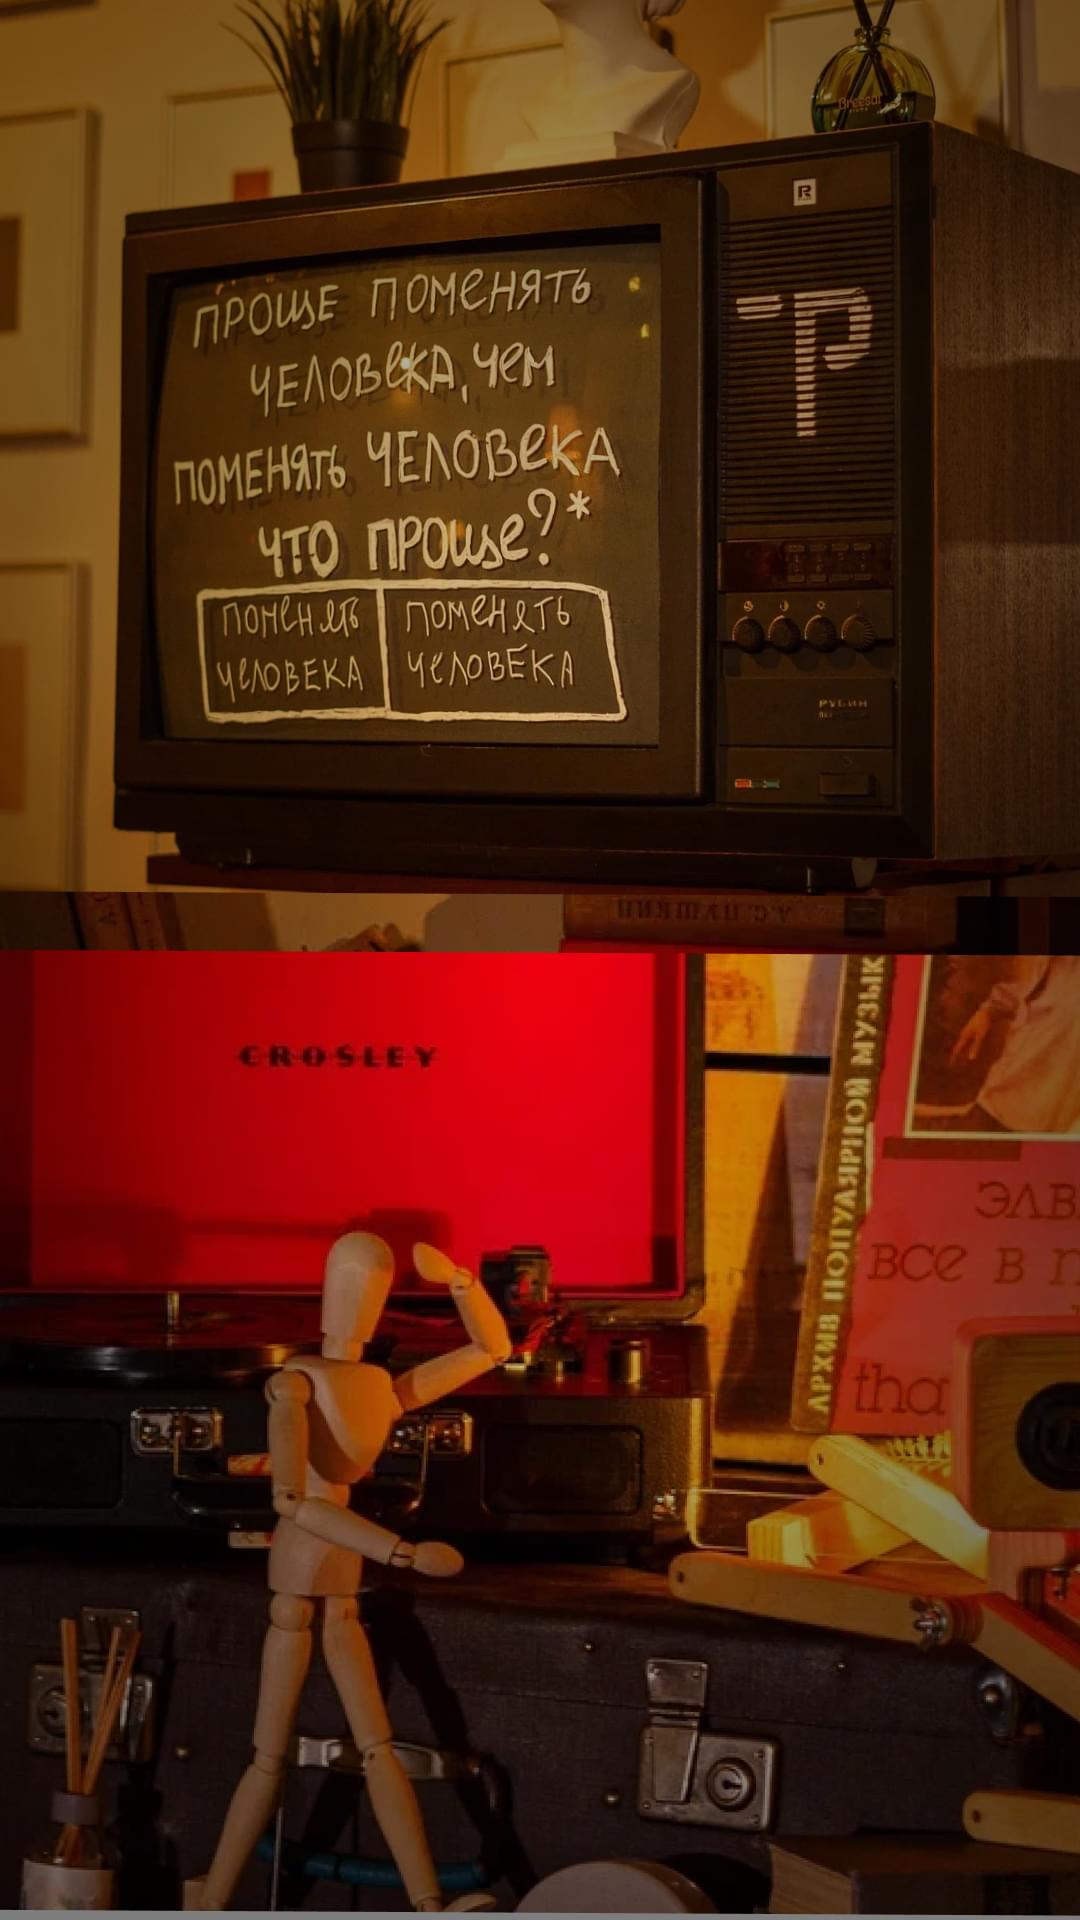 Breesal
R
ПРОЩЕ ПОМЕНЯТЬ
ЧЕЛОВЕКА, ЧЕМ
ПОМЕНЯТЬ ЧЕЛОВЕКА
ЧТО ПРОЩЕ?*
ПОМЕНЯТЬ
ЧЕЛОВЕКА
ПОМЕНЯТЬ
ЧЕЛОВЕКА
Р
РУБИН
А.С.ПУШКИН
CROSLEY
АРХИВ ПОПУЛЯРНОЙ МУЗЫК
ЭЛВ
ВСЕ В П
tha